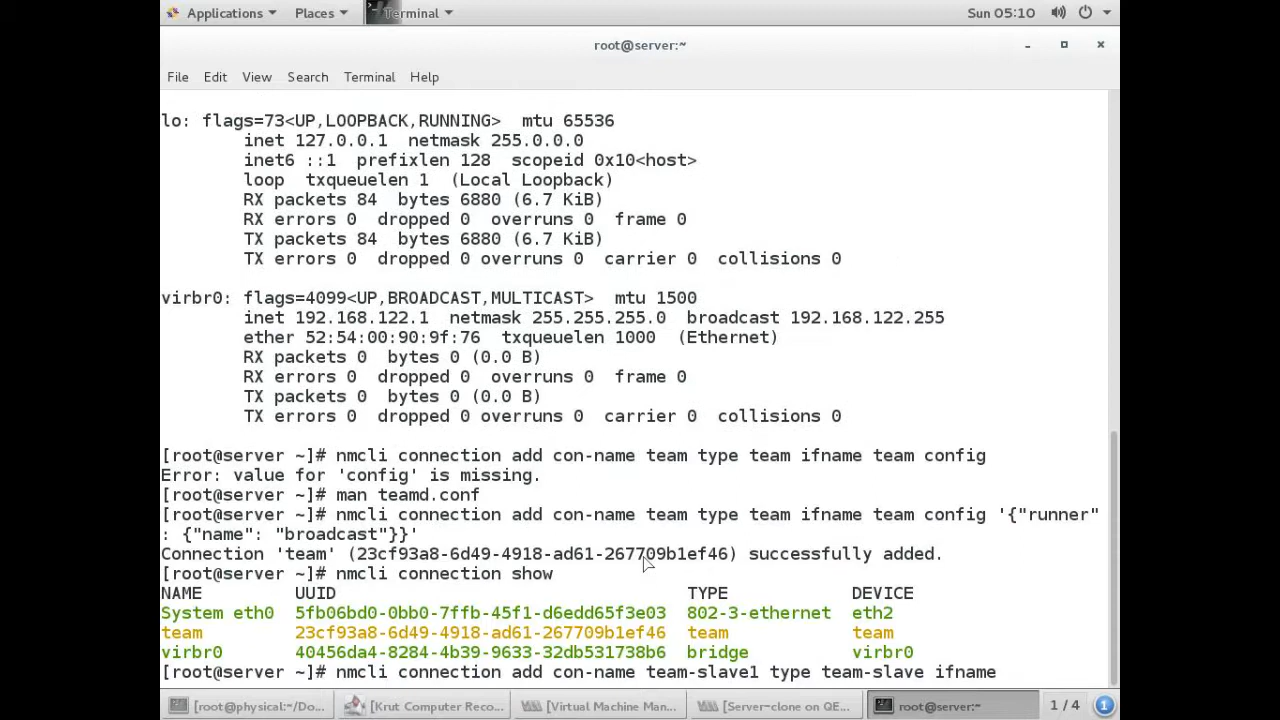 Applications Places Terminal Sun 05:10
root@server:~
File Edit View Search Terminal Help
lo: flags=73<UP,LOOPBACK,RUNNING> mtu 65536
inet 127.0.0.1 netmask 255.0.0.0
inet6 ::1 prefixlen 128 scopeid 0x10<host>
loop txqueuelen 1 (Local Loopback)
RX packets 84 bytes 6880 (6.7 KiB)
RX errors 0 dropped 0 overruns 0 frame 0
TX packets 84 bytes 6880 (6.7 KiB)
TX errors 0 dropped 0 overruns 0 carrier 0 collisions 0
virbr0: flags=4099<UP,BROADCAST,MULTICAST> mtu 1500
inet 192.168.122.1 netmask 255.255.255.0 broadcast 192.168.122.255
ether 52:54:00:90:9f:76 txqueuelen 1000 (Ethernet)
RX packets 0 bytes 0 (0.0 B)
RX errors 0 dropped 0 overruns 0 frame 0
TX packets 0 bytes 0 (0.0 B)
TX errors 0 dropped 0 overruns 0 carrier 0 collisions 0
[root@server ~]# nmcli connection add con-name team type team ifname team config
Error: value for 'config' is missing.
[root@server ~]# man teamd.conf
[root@server ~]# nmcli connection add con-name team type team ifname team config '{"runner"
: {"name": "broadcast"}}'
Connection 'team' (23cf93a8-6d49-4918-ad61-267709b1ef46) successfully added.
[root@server ~]# nmcli connection show
NAME UUID TYPE DEVICE
System eth0 5fb06bd0-0bb0-7ffb-45f1-d6edd65f3e03 802-3-ethernet eth2
team 23cf93a8-6d49-4918-ad61-267709b1ef46 team team
virbr0 40456da4-8284-4b39-9633-32db531738b6 bridge virbr0
[root@server ~]# nmcli connection add con-name team-slave1 type team-slave ifname
[root@physical:~/Do... [Krut Computer Reco... [Virtual Machine Man... [Server-clone on QE... root@server:~ 1 / 4 1